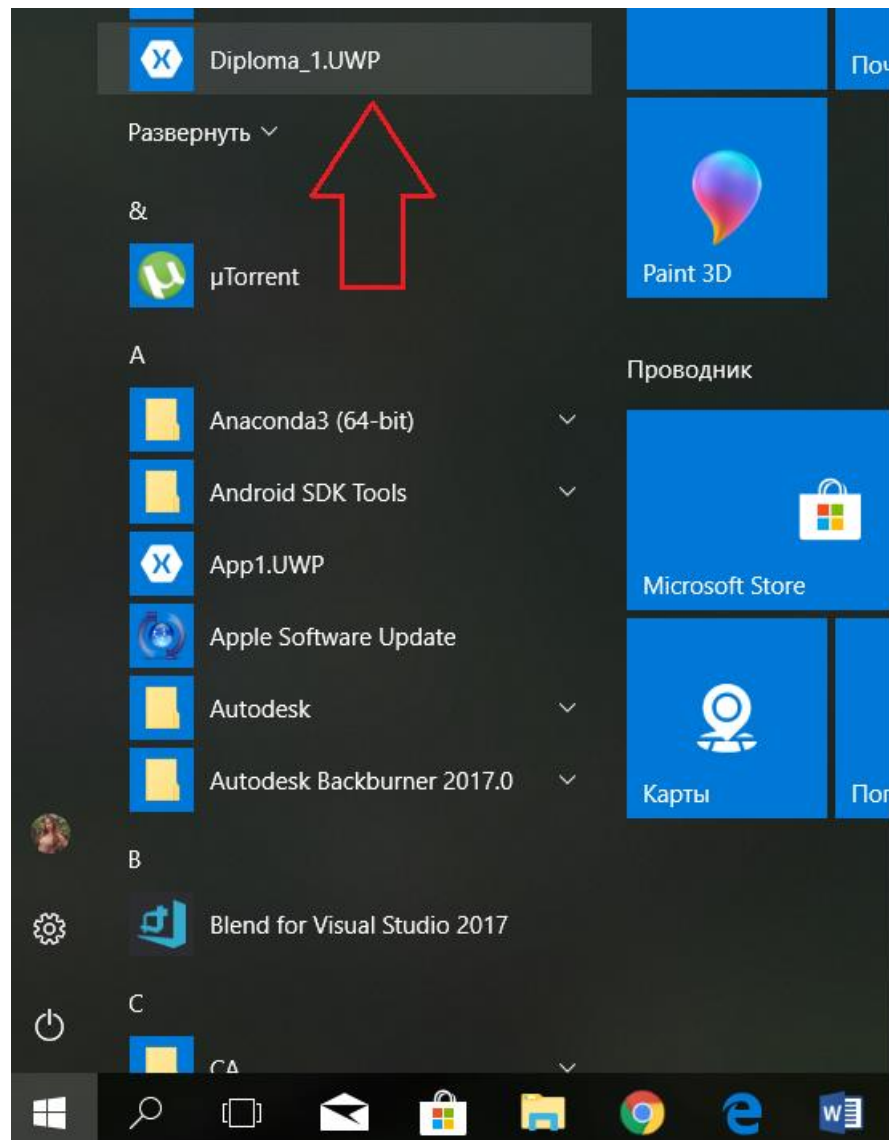 Diploma_1.UWP
Развернуть
&
µTorrent
A
Anaconda3 (64-bit)
Android SDK Tools
App1.UWP
Apple Software Update
Autodesk
Autodesk Backburner 2017.0
B
Blend for Visual Studio 2017
C
CA
Paint 3D
Проводник
Microsoft Store
Карты